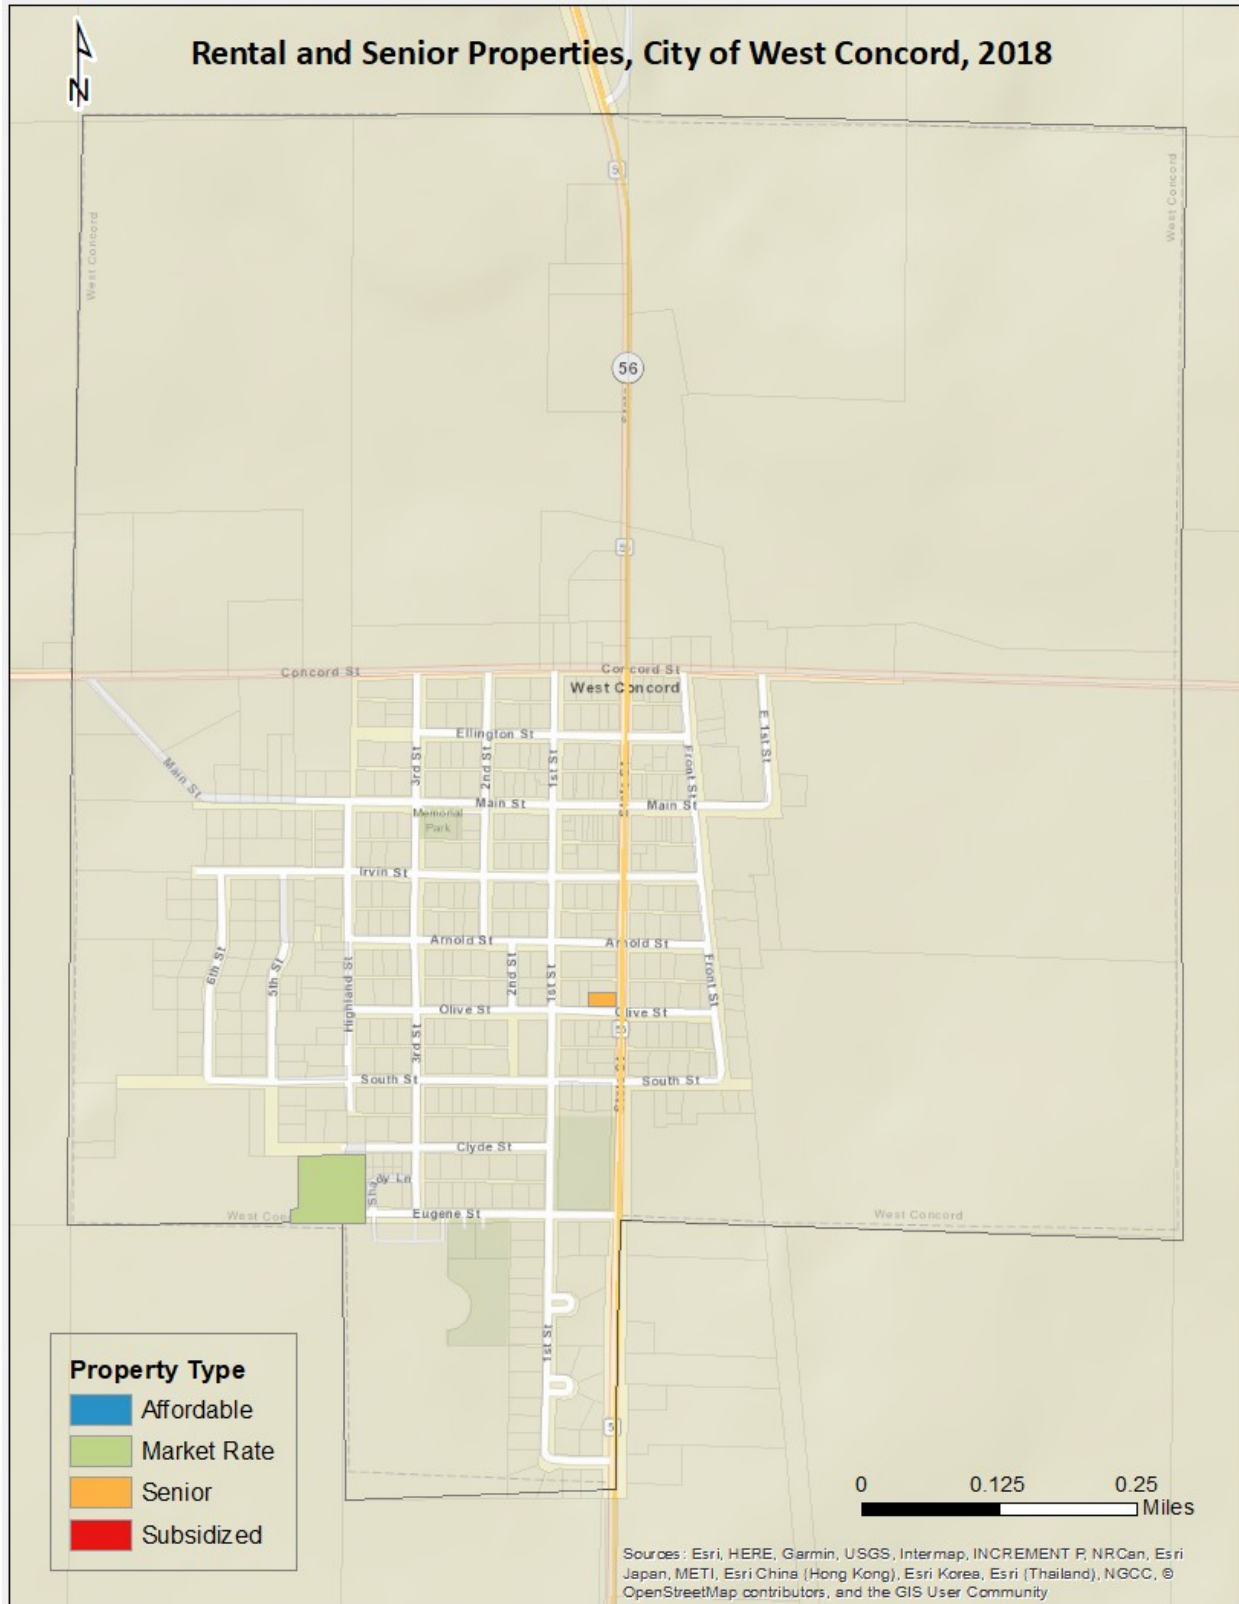 Rental and Senior Properties, City of West Concord, 2018
N
West Concord
West Concord
56
Concord St
Concord St
West Concord
Ellington St
E 1st St
3rd St
2nd St
1st St
Front St
Main St
Main St
Main St
Memorial
Park
Irvin St
Arnold St
Arnold St
6th St
5th St
Highland St
2nd St
1st St
Front St
Olive St
Olive St
3rd St
South St
South St
Clyde St
Eugene St
West Concord
1st St
Property Type
Affordable
Market Rate
Senior
Subsidized
0 0.125 0.25
Miles
Sources: Esri, HERE, Garmin, USGS, Intermap, INCREMENT P, NRCan, Esri
Japan, METI, Esri China (Hong Kong), Esri Korea, Esri (Thailand), NGCC, ©
OpenStreetMap contributors, and the GIS User Community